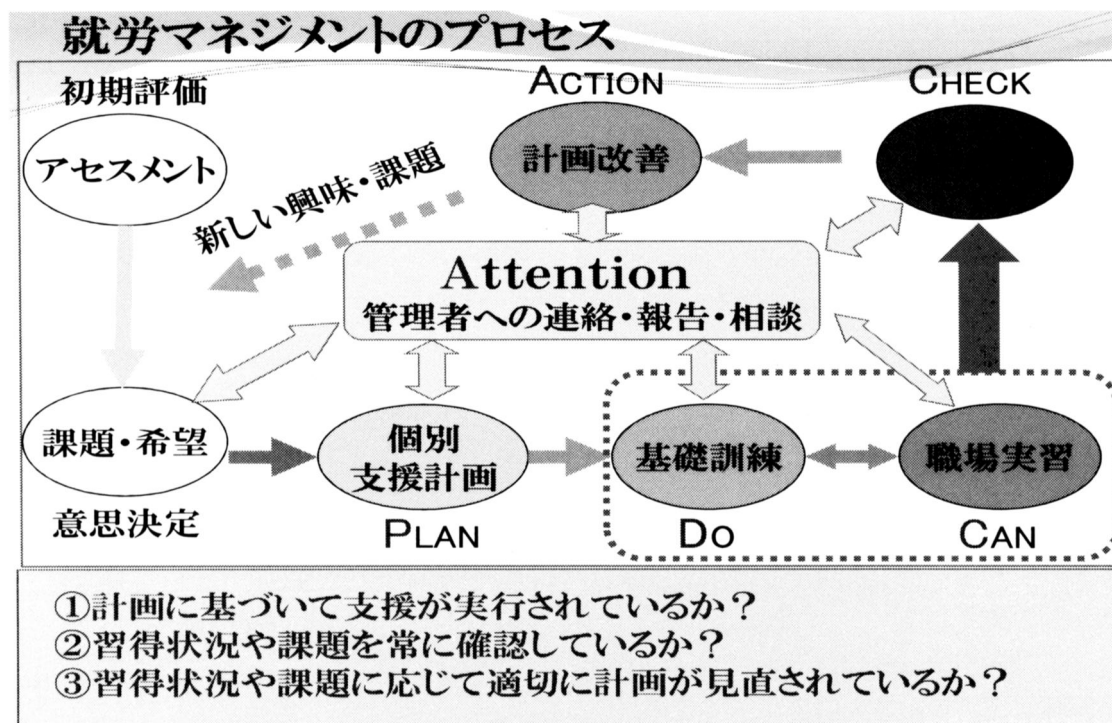 就労マネジメントのプロセス
初期評価
ACTION
CHECK
アセスメント
計画改善
新しい興味・課題
Attention
管理者への連絡・報告・相談
課題・希望
個別
支援計画
基礎訓練
職場実習
意思決定
PLAN
DO
CAN
①計画に基づいて支援が実行されているか？
②習得状況や課題を常に確認しているか？
③習得状況や課題に応じて適切に計画が見直されているか？